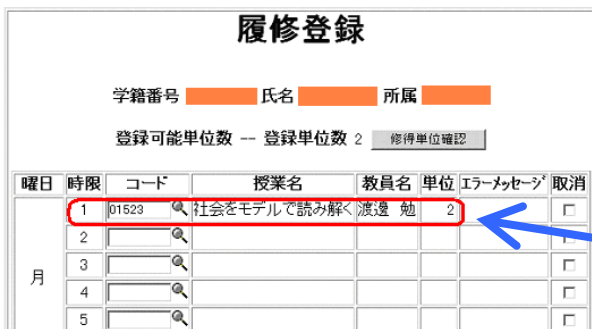 履修登録
学籍番号 氏名 所属
登録可能単位数 -- 登録単位数 2 修得単位確認
曜日 時限 コード 授業名 教員名 単位 エラーメッセージ 取消
月 1 01523 社会をモデルで読み解く 渡邊 勉 2
2
3
4
5